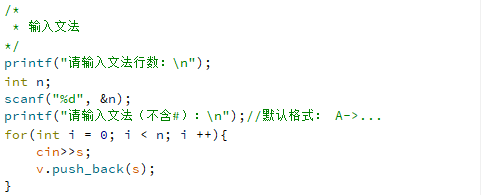 /*
 * 输入文法
*/
printf("请输入文法行数：\n");
int n;
scanf("%d", &n);
printf("请输入文法（不含#）：\n");//默认格式： A->...
for(int i = 0; i < n; i ++){
    cin>>s;
    v.push_back(s);
}